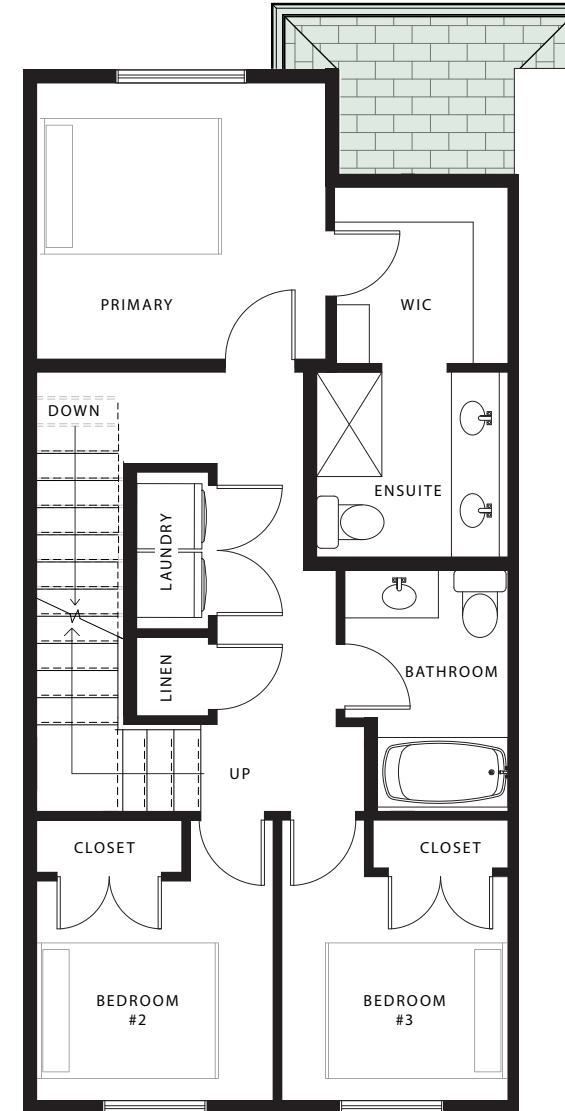 PRIMARY
WIC
DOWN
ENSUITE
LAUNDRY
LINEN
BATHROOM
UP
CLOSET
CLOSET
BEDROOM
#2
BEDROOM
#3